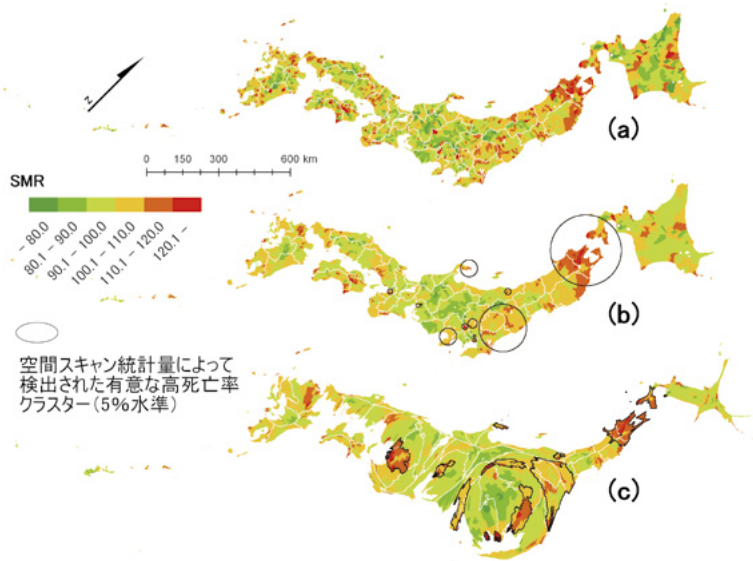 (a)
N
0 150 300 600 km
SMR
- 80.0
80.1 - 90.0
90.1 - 100.0
100.1 - 110.0
110.1 - 120.0
120.1 -
(b)
空間スキャン統計量によって
検出された有意な高死亡率
クラスター(5%水準)
(c)